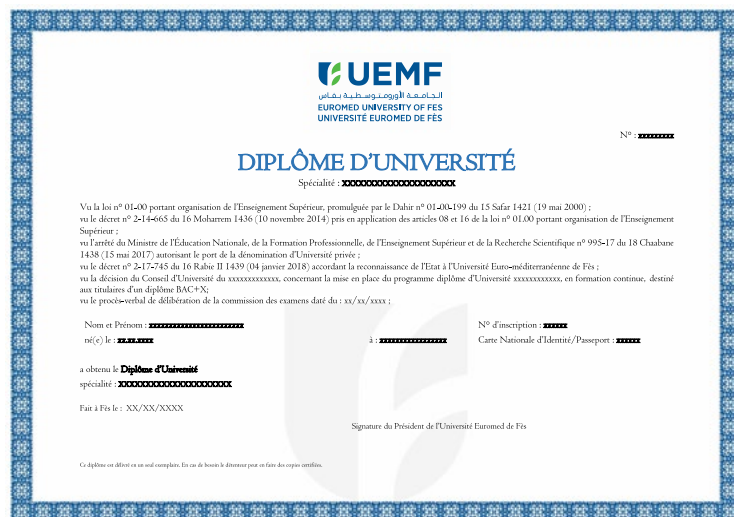 UEMF
الجامعة الأورومتوسطية بفاس
EUROMED UNIVERSITY OF FES
UNIVERSITÉ EUROMED DE FÈS
N° : xxxxxxxxx
DIPLÔME D'UNIVERSITÉ
Spécialité : xxxxxxxxxxxxxxxxxxxxx
Vu la loi n° 01-00 portant organisation de l'Enseignement Supérieur, promulguée par le Dahir n° 01-00-199 du 15 Safar 1421 (19 mai 2000) ;
vu le décret n° 2-14-665 du 16 Moharrem 1436 (10 novembre 2014) pris en application des articles 08 et 16 de la loi n° 01.00 portant organisation de l'Enseignement
Supérieur ;
vu l'arrêté du Ministre de l'Éducation Nationale, de la Formation Professionnelle, de l'Enseignement Supérieur et de la Recherche Scientifique n° 995-17 du 18 Chaabane
1438 (15 mai 2017) autorisant le port de la dénomination d'Université privée ;
vu le décret n° 2-17-745 du 16 Rabie II 1439 (04 janvier 2018) accordant la reconnaissance de l'Etat à l'Université Euro-méditerranéenne de Fès ;
vu la décision du Conseil d'Université du xxxxxxxxxxxxx, concernant la mise en place du programme diplôme d'Université xxxxxxxxxxxx, en formation continue, destiné
aux titulaires d'un diplôme BAC+X;
vu le procès-verbal de délibération de la commission des examens daté du : xx/xx/xxxx ;
Nom et Prénom : xxxxxxxxxxxxxxxxxxxxxxx N° d'inscription : xxxxxx
né(e) le : xx.xx.xxxx à : xxxxxxxxxxxxxxxx Carte Nationale d'Identité/Passeport : xxxxxx
a obtenu le Diplôme d'Université
spécialité : xxxxxxxxxxxxxxxxxxxxx
Fait à Fès le : XX/XX/XXXX
Signature du Président de l'Université Euromed de Fès
Ce diplôme est délivré en un seul exemplaire. En cas de besoin le détenteur peut en faire des copies certifiées.